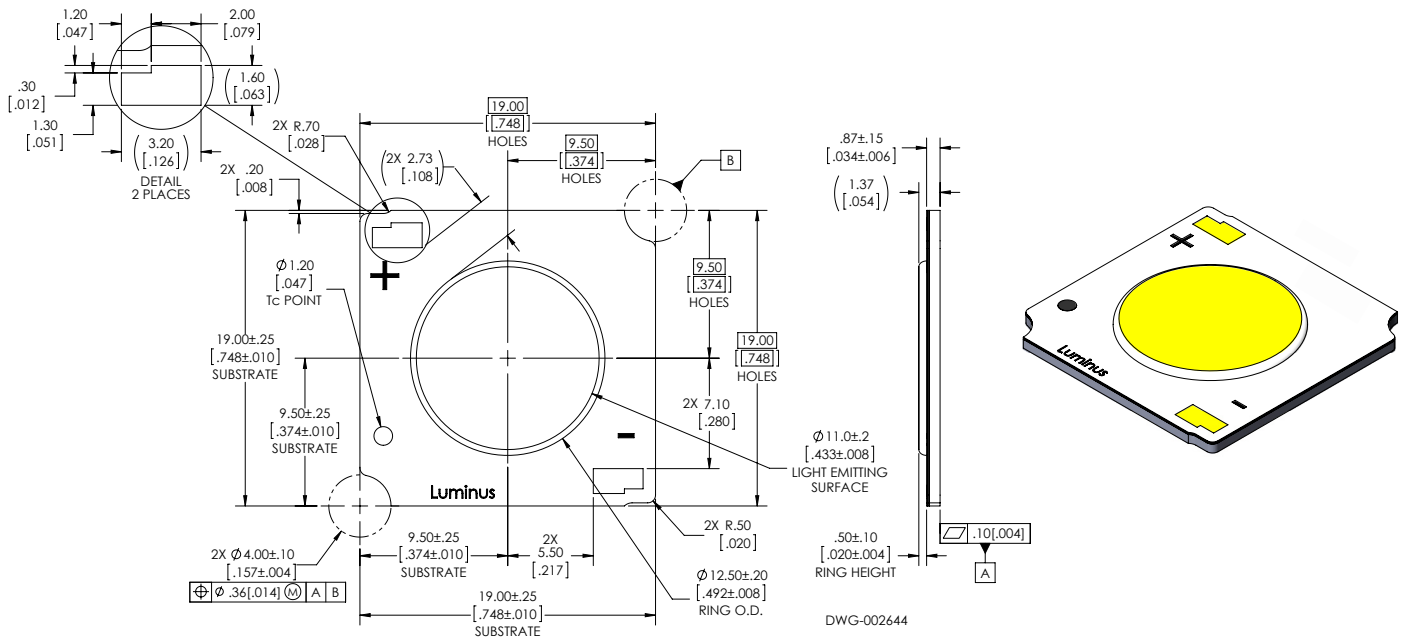 1.20
[.047]
2.00
[.079]
.30
[.012]
1.30
[.051]
(1.60
[.063])
(3.20
[.126])
DETAIL
2 PLACES
2X R.70
[.028]
2X .20
[.008]
(2X 2.73
[.108])
19.00
[.748]
HOLES
9.50
[.374]
HOLES
B
.87±.15
[.034±.006]
(1.37
[.054])
+
Ø1.20
[.047]
Tc POINT
9.50
[.374]
HOLES
19.00±.25
[.748±.010]
SUBSTRATE
19.00
[.748]
HOLES
9.50±.25
[.374±.010]
SUBSTRATE
2X 7.10
[.280]
-
Luminus
Ø11.0±.2
[.433±.008]
LIGHT EMITTING
SURFACE
2X R.50
[.020]
2X Ø4.00±.10
[.157±.004]
⌖ Ø .36[.014] Ⓜ A B
9.50±.25
[.374±.010]
SUBSTRATE
2X
5.50
[.217]
Ø12.50±.20
[.492±.008]
RING O.D.
19.00±.25
[.748±.010]
SUBSTRATE
.50±.10
[.020±.004]
RING HEIGHT
⏥ .10[.004]
A
DWG-002644
+
Luminus
-